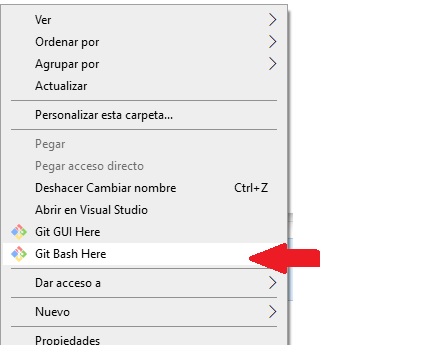 Ver
Ordenar por
Agrupar por
Actualizar
Personalizar esta carpeta...
Pegar
Pegar acceso directo
Deshacer Cambiar nombre Ctrl+Z
Abrir en Visual Studio
Git GUI Here
Git Bash Here
Dar acceso a
Nuevo
Propiedades